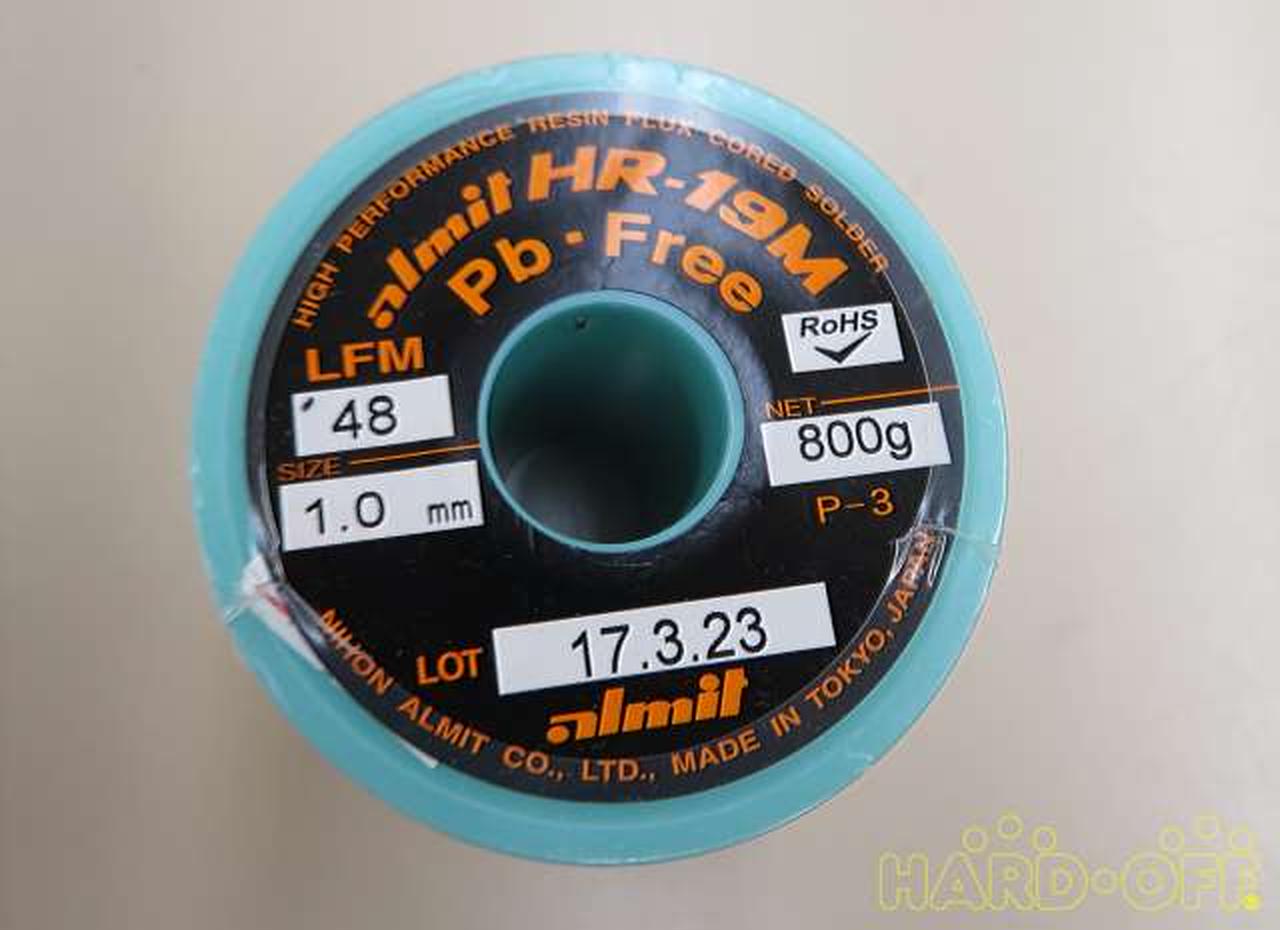 HIGH PERFORMANCE RESIN FLUX CORED SOLDER
almit HR-19M
Pb-Free
LFM
48
RoHS
SIZE
1.0 mm
NET
800g
P-3
LOT 17.3.23
almit
NIHON ALMIT CO., LTD., MADE IN TOKYO, JAPAN
HARD·OFF